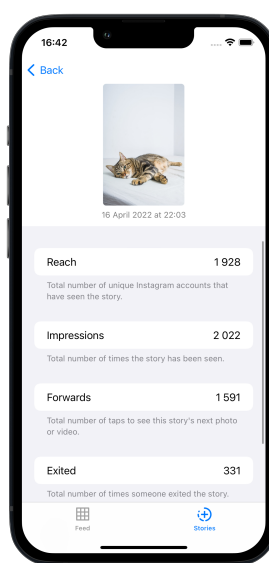 16:42
Back
16 April 2022 at 22:03
Reach 1 928
Total number of unique Instagram accounts that
have seen the story.
Impressions 2 022
Total number of times the story has been seen.
Forwards 1 591
Total number of taps to see this story's next photo
or video.
Exited 331
Total number of times someone exited the story.
Feed Stories